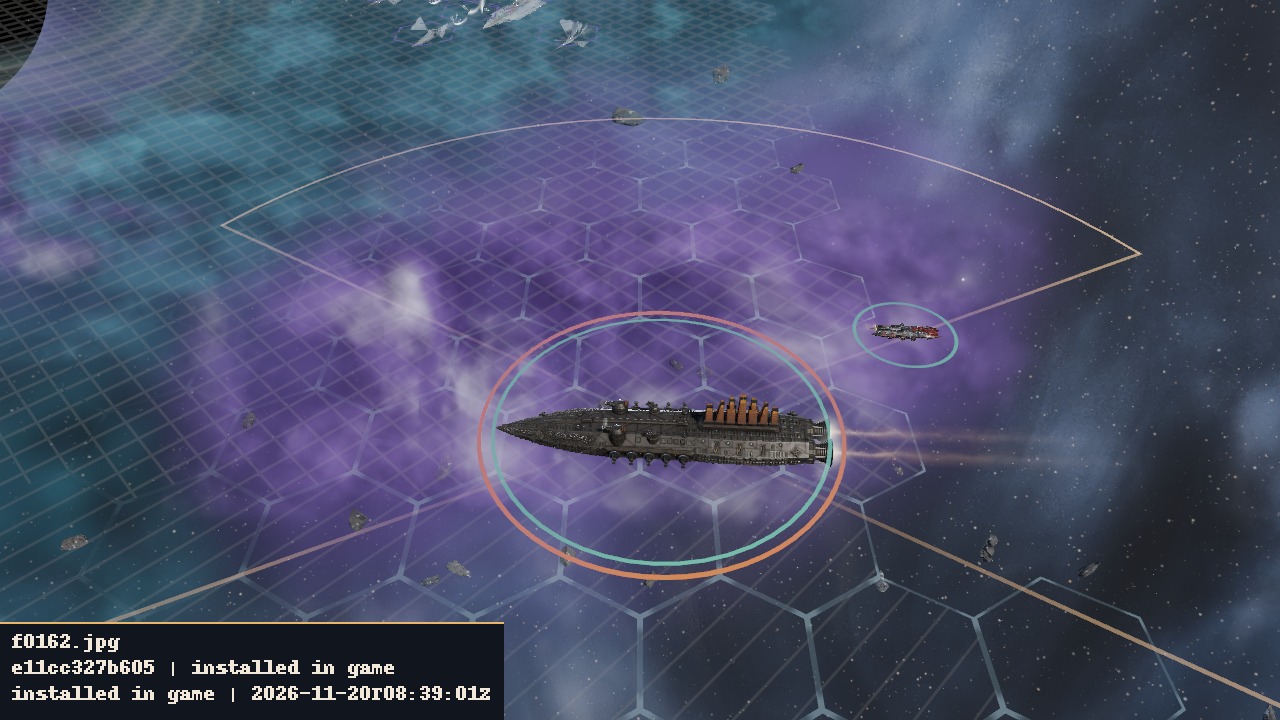 f0162.jpg
e11cc327b605 | installed in game
installed in game | 2026-11-20T08:39:01Z